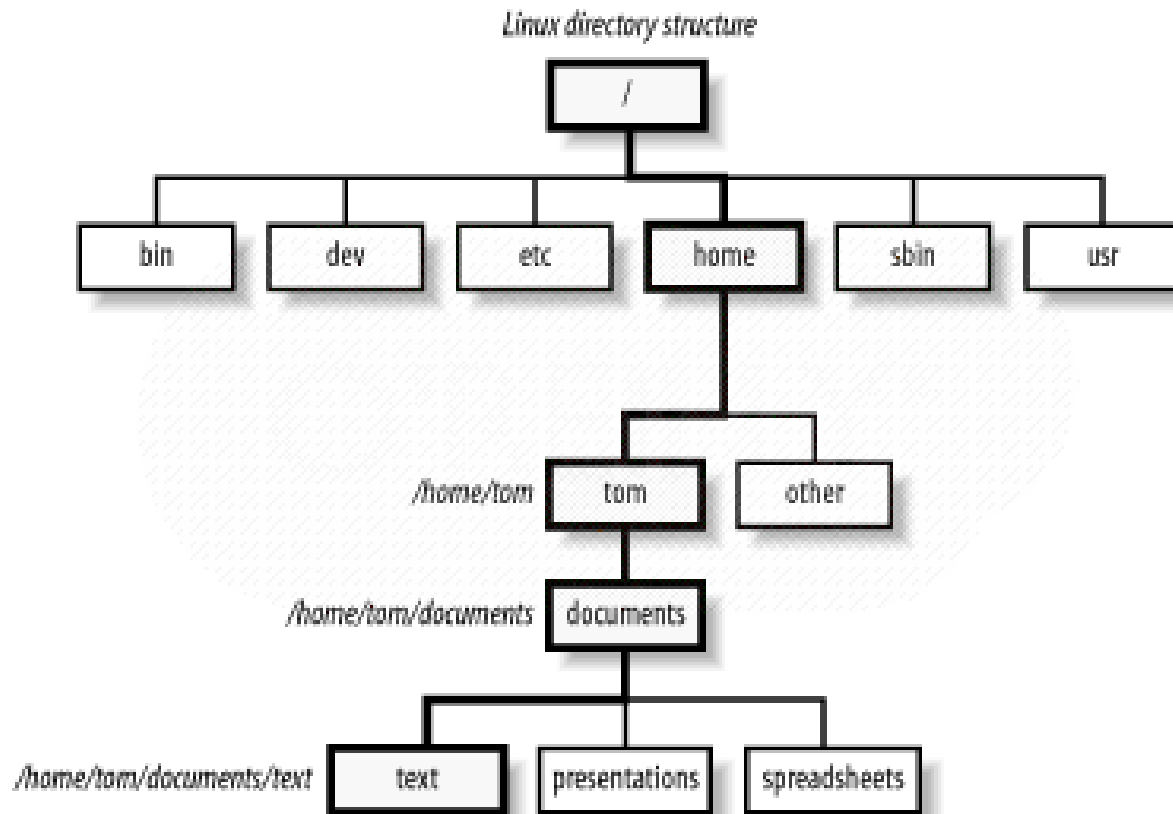 Linux directory structure
/
bin dev etc home sbin usr
/home/tom tom other
/home/tom/documents documents
/home/tom/documents/text text presentations spreadsheets